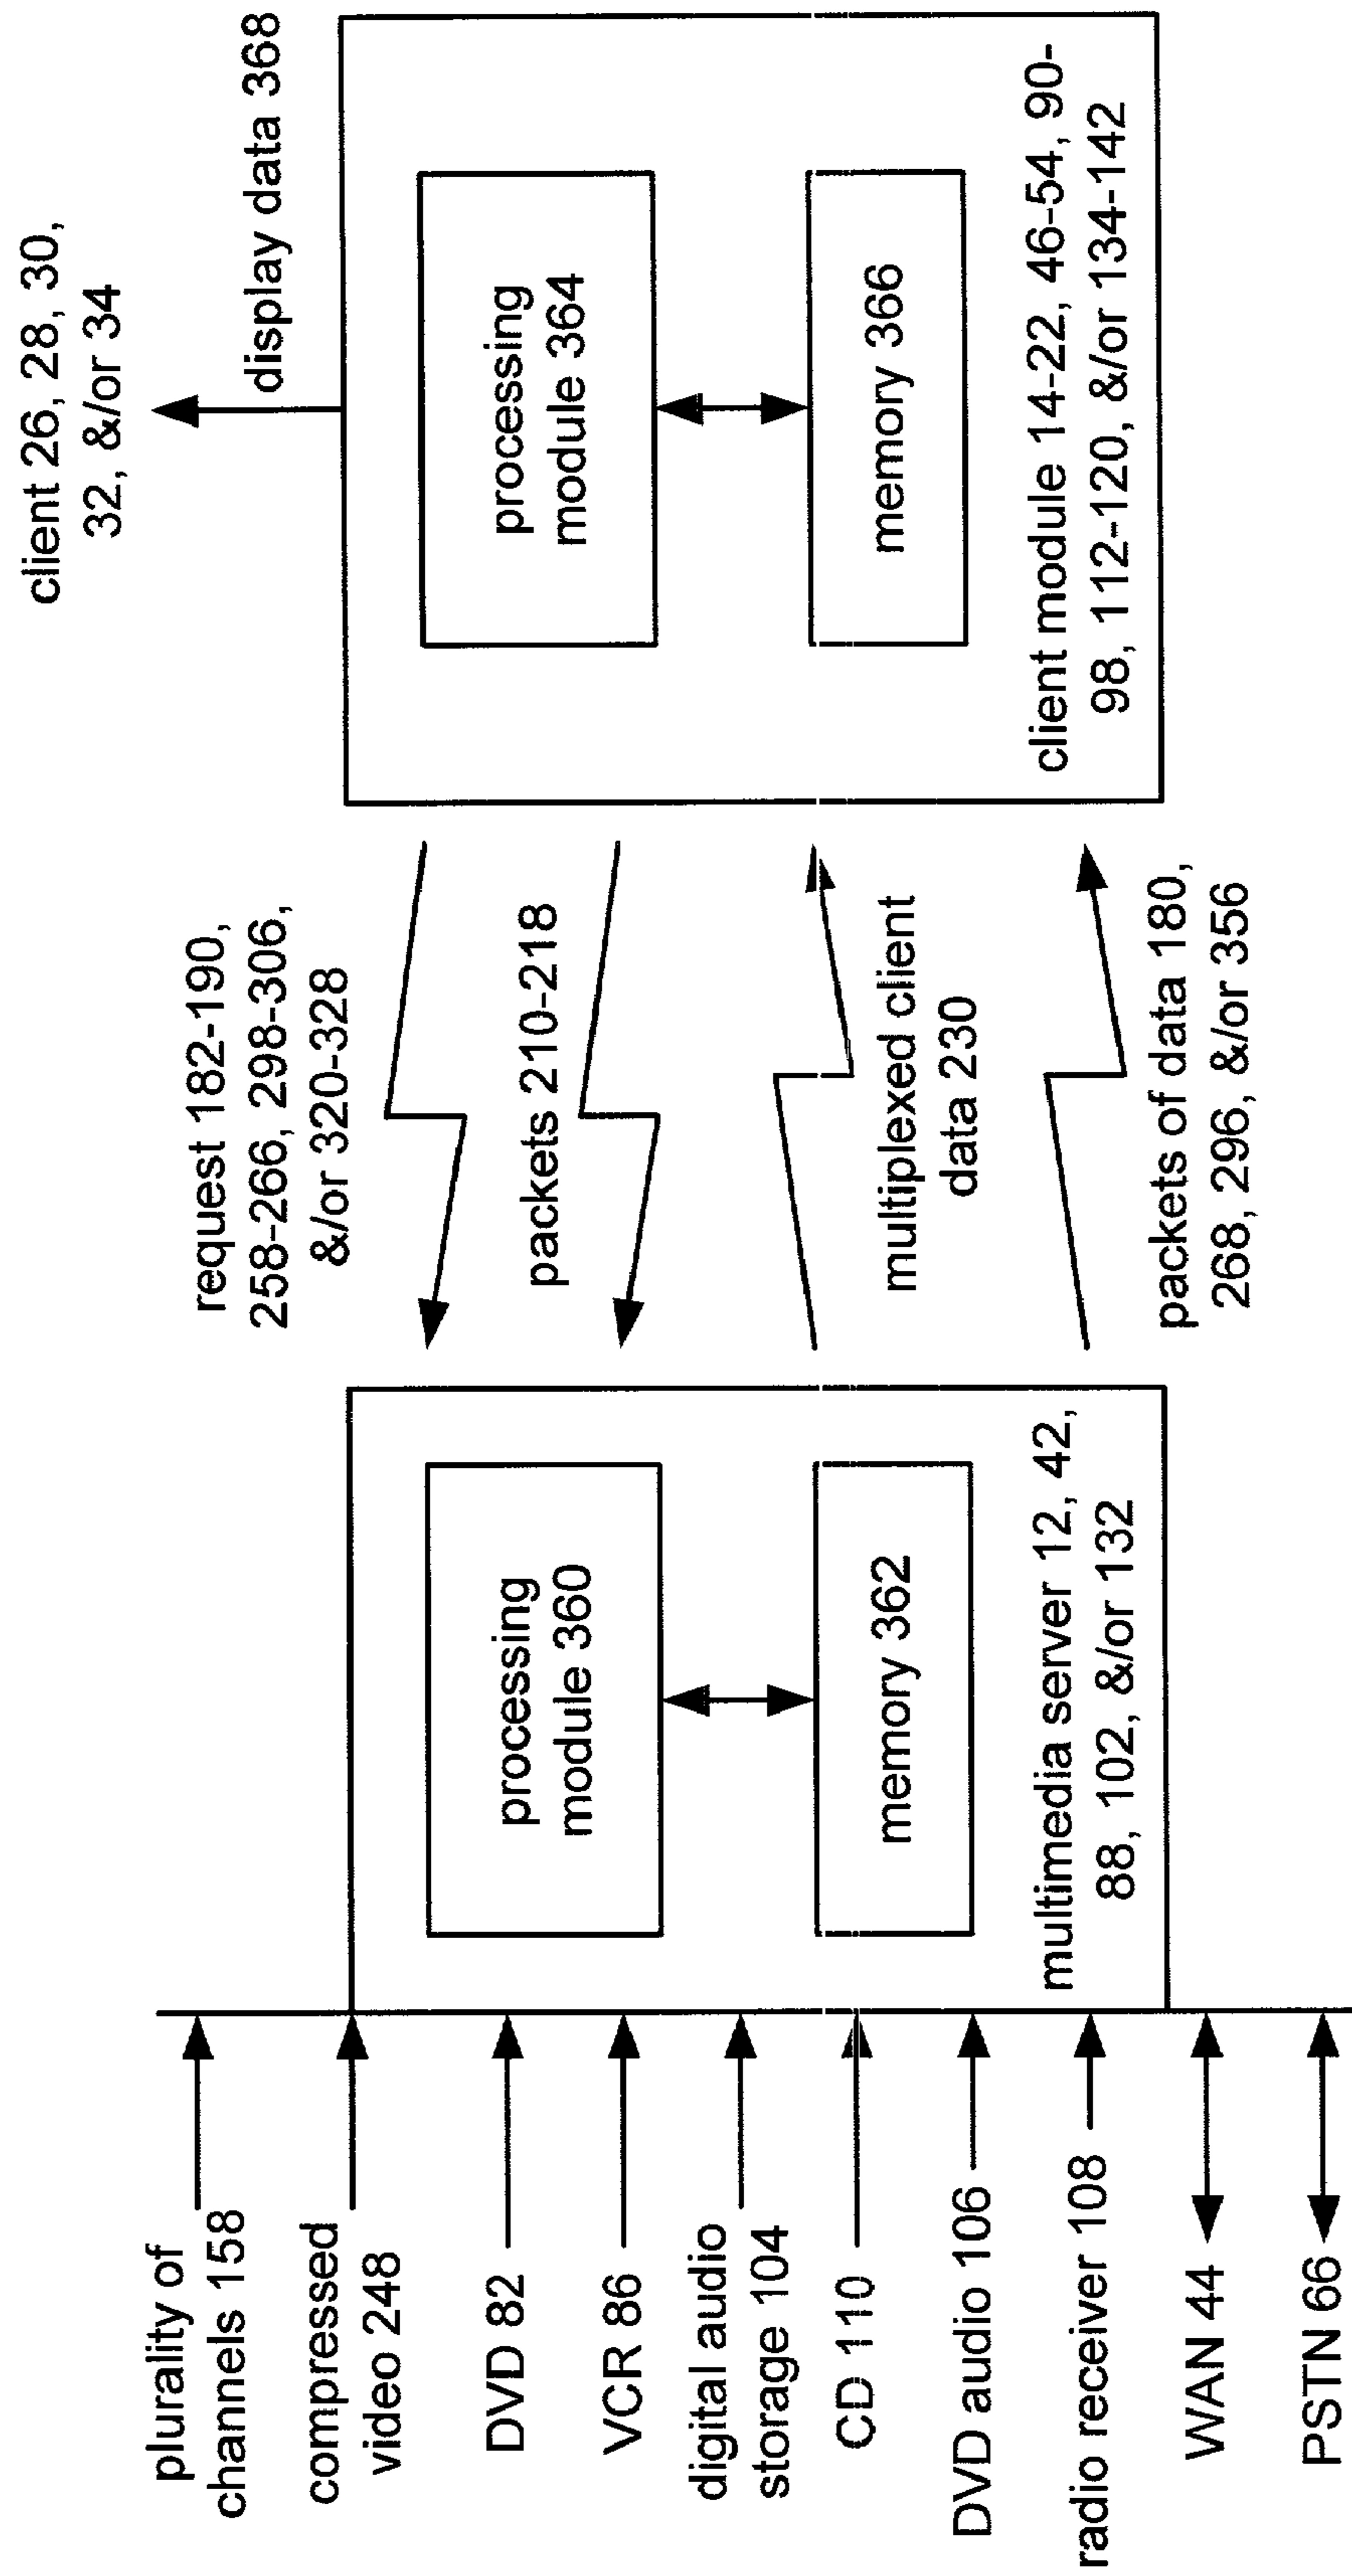 plurality of
channels 158
compressed
video 248
DVD 82
VCR 86
digital audio
storage 104
CD 110
DVD audio 106
radio receiver 108
WAN 44
PSTN 66
processing
module 360
memory 362
multimedia server 12, 42,
88, 102, &/or 132
request 182-190,
258-266, 298-306,
&/or 320-328
packets 210-218
multiplexed client
data 230
packets of data 180,
268, 296, &/or 356
client 26, 28, 30,
32, &/or 34
display data 368
processing
module 364
memory 366
client module 14-22, 46-54, 90-
98, 112-120, &/or 134-142